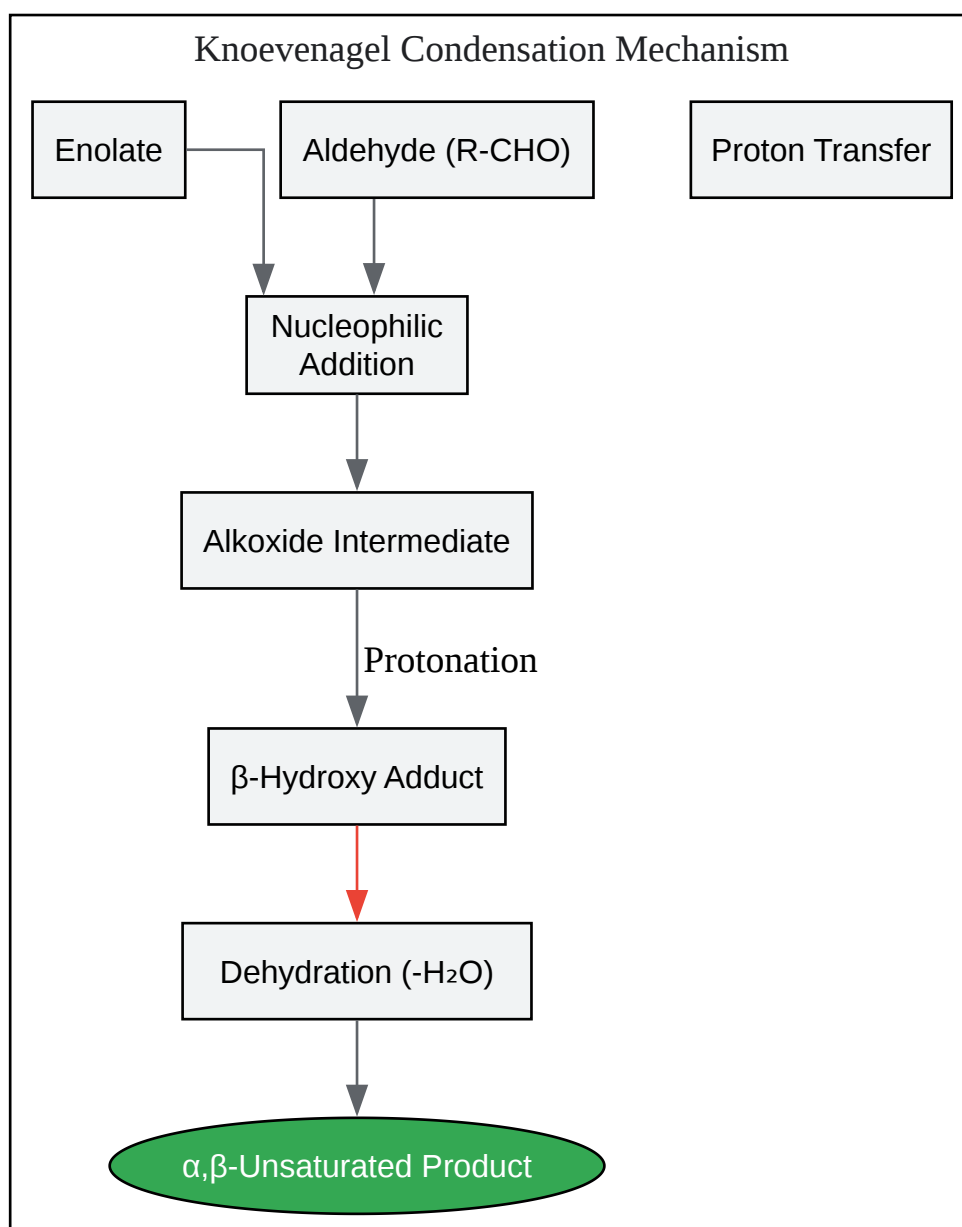 Knoevenagel Condensation Mechanism
Enolate
Aldehyde (R-CHO)
Proton Transfer
Nucleophilic
Addition
Alkoxide Intermediate
Protonation
β-Hydroxy Adduct
Dehydration (-H₂O)
α,β-Unsaturated Product